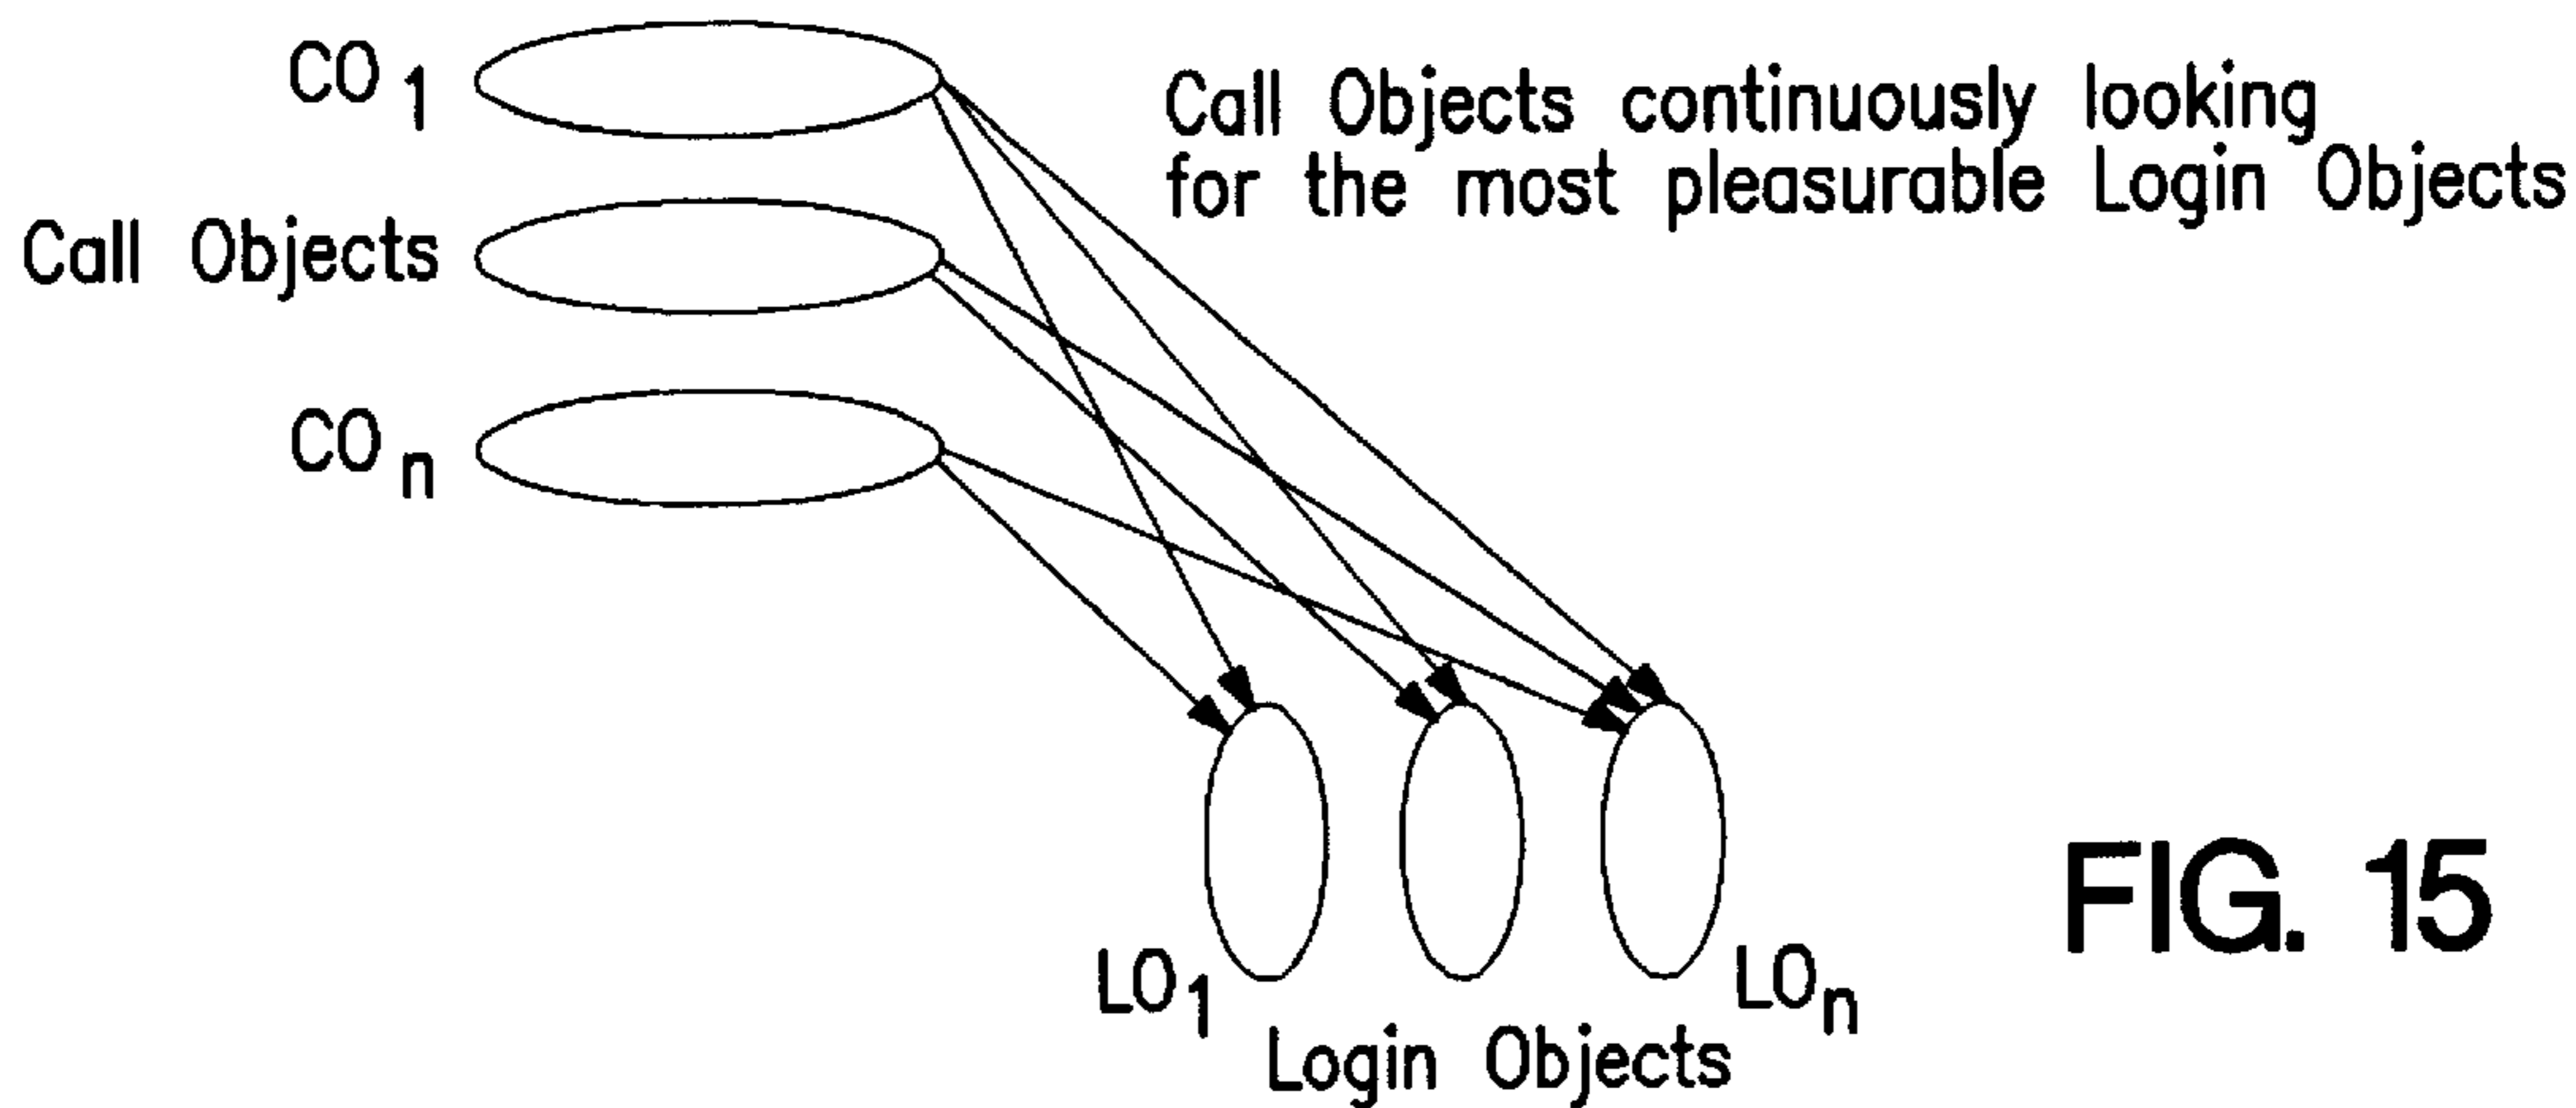 CO 1
Call Objects continuously looking
for the most pleasurable Login Objects
Call Objects
CO n
LO1
LOn
Login Objects
FIG. 15